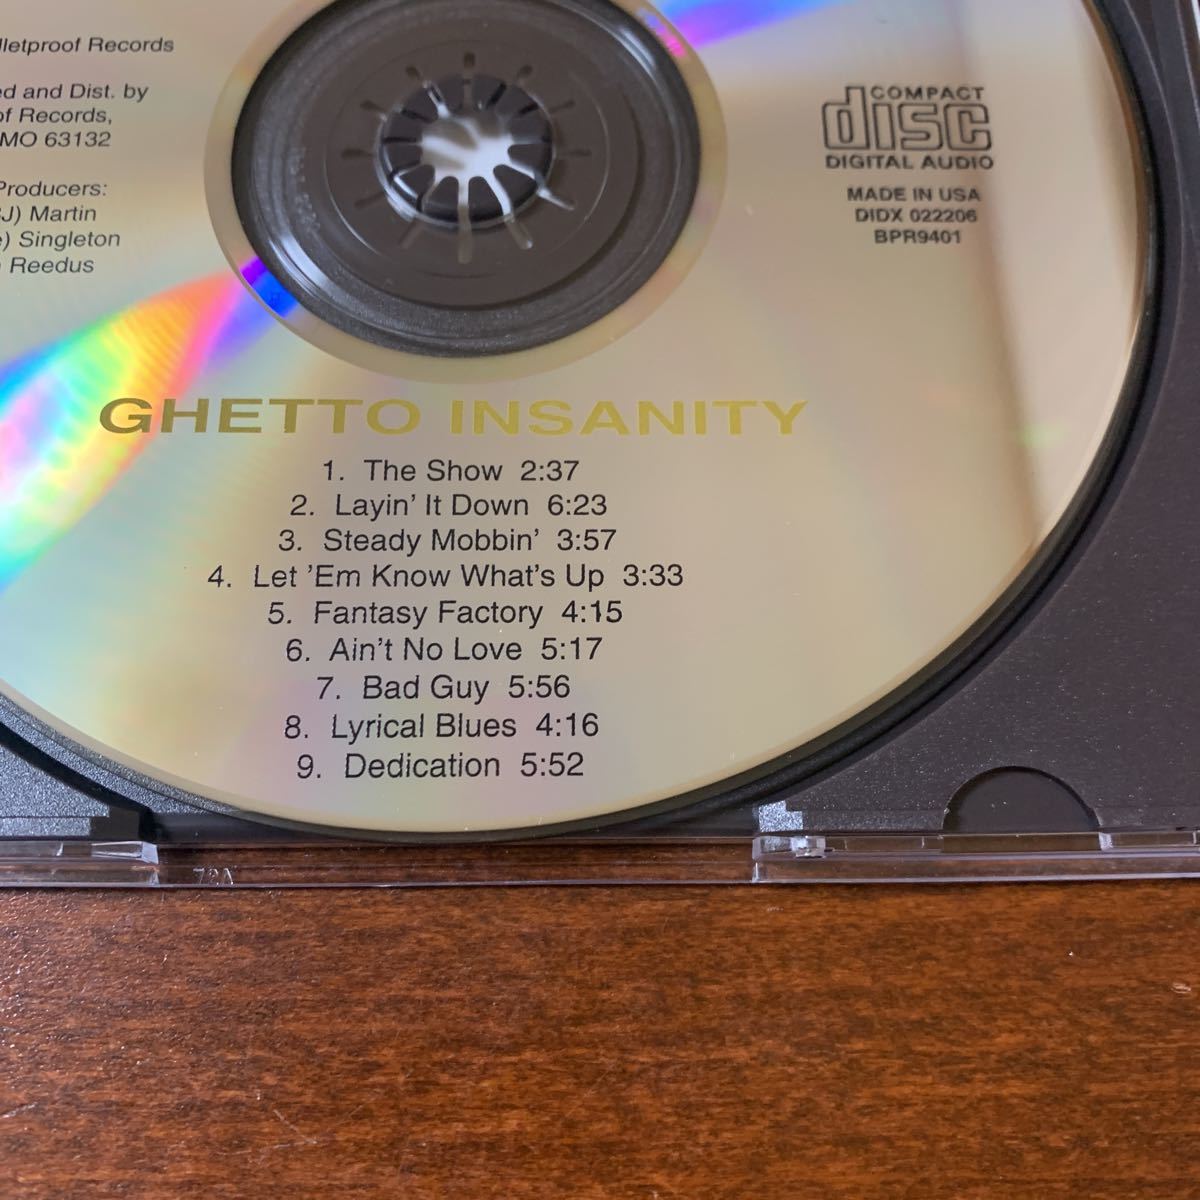 lletproof Records
ed and Dist. by
of Records,
MO 63132
Producers:
J) Martin
e) Singleton
Reedus
COMPACT
disc
DIGITAL AUDIO
MADE IN USA
DIDX 022206
BPR9401
GHETTO INSANITY
1. The Show 2:37
2. Layin' It Down 6:23
3. Steady Mobbin' 3:57
4. Let 'Em Know What's Up 3:33
5. Fantasy Factory 4:15
6. Ain't No Love 5:17
7. Bad Guy 5:56
8. Lyrical Blues 4:16
9. Dedication 5:52